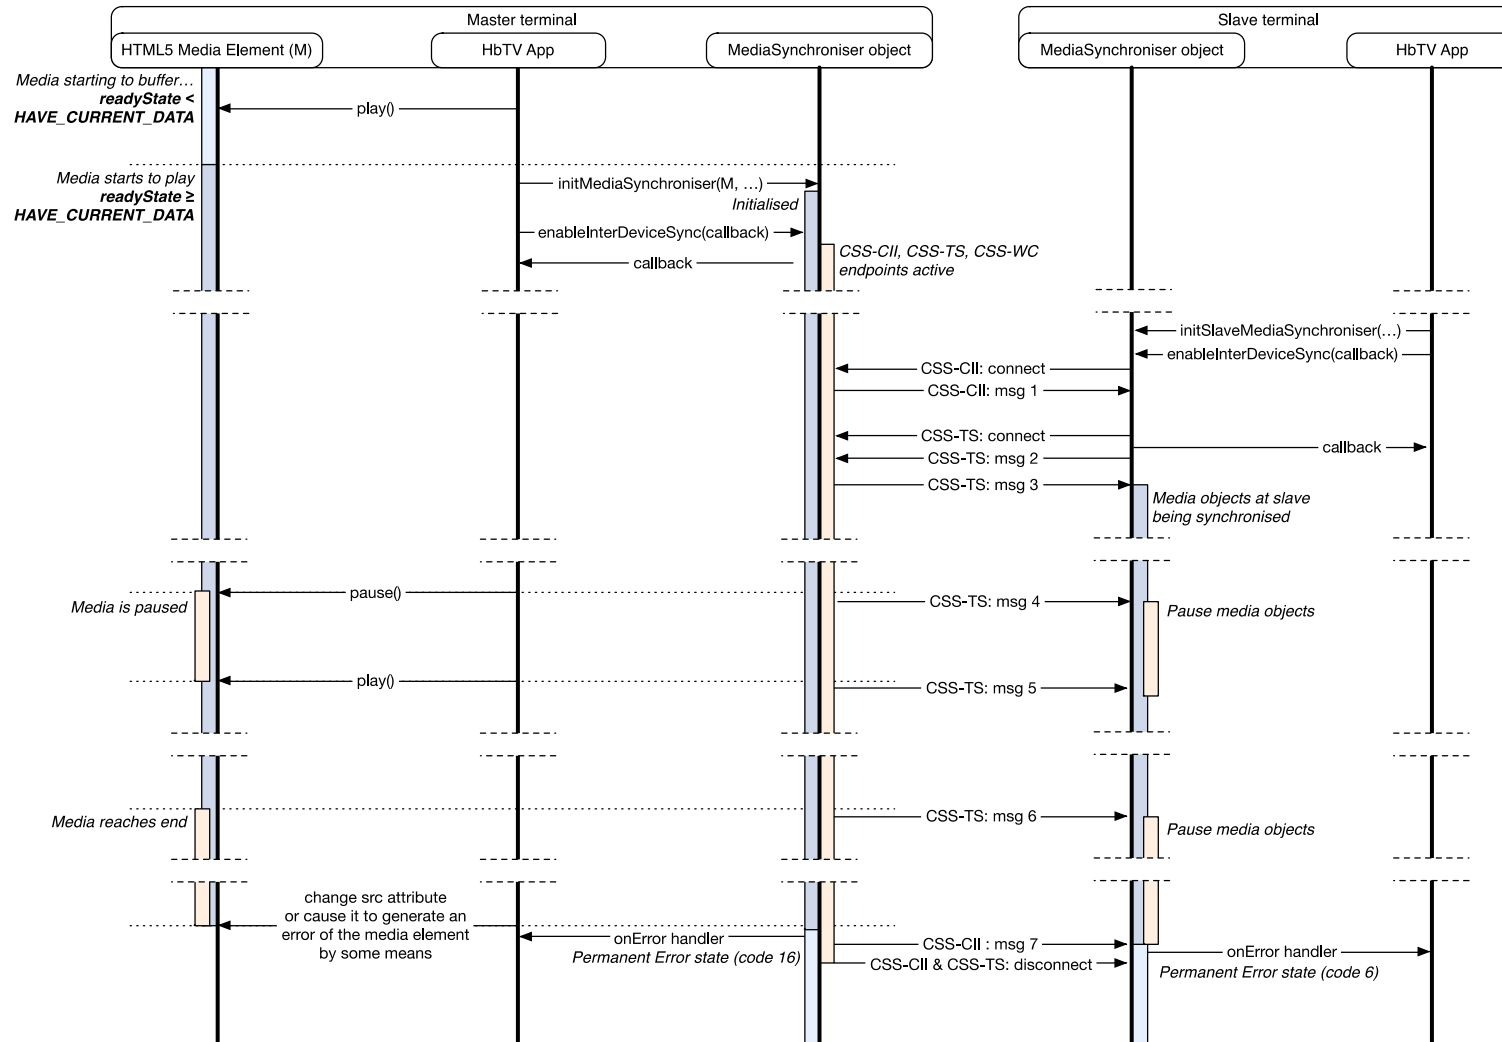 Master terminal
Slave terminal
HTML5 Media Element (M)
HbTV App
MediaSynchroniser object
MediaSynchroniser object
HbTV App
Media starting to buffer...
readyState <
HAVE_CURRENT_DATA
play()
Media starts to play
readyState ≥
HAVE_CURRENT_DATA
initMediaSynchroniser(M, ...)
Initialised
enableInterDeviceSync(callback)
CSS-CII, CSS-TS, CSS-WC
endpoints active
callback
initSlaveMediaSynchroniser(...)
enableInterDeviceSync(callback)
CSS-CII: connect
CSS-CII: msg 1
CSS-TS: connect
callback
CSS-TS: msg 2
CSS-TS: msg 3
Media objects at slave
being synchronised
pause()
Media is paused
CSS-TS: msg 4
Pause media objects
play()
CSS-TS: msg 5
Media reaches end
CSS-TS: msg 6
Pause media objects
change src attribute
or cause it to generate an
error of the media element
by some means
onError handler
Permanent Error state (code 16)
CSS-CII : msg 7
CSS-CII & CSS-TS: disconnect
onError handler
Permanent Error state (code 6)